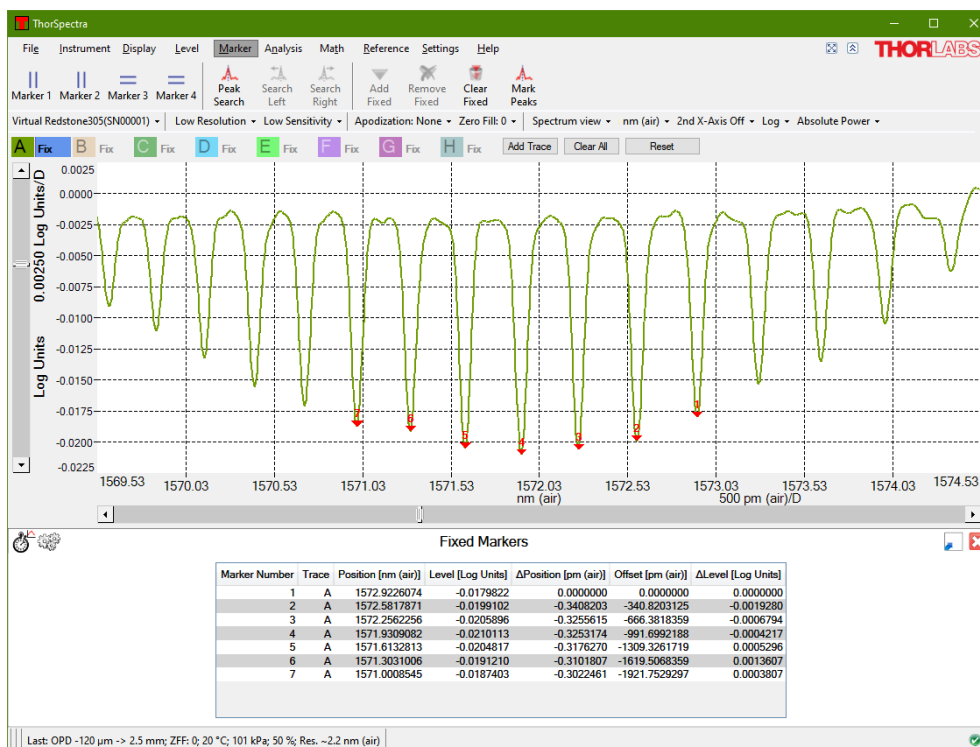 ThorSpectra
File Instrument Display Level Marker Analysis Math Reference Settings Help
THORLABS
Marker 1 Marker 2 Marker 3 Marker 4 Peak Search Search Left Search Right Add Fixed Remove Fixed Clear Fixed Mark Peaks
Virtual Redstone305(SN00001) Low Resolution Low Sensitivity Apodization: None Zero Fill: 0 Spectrum view nm (air) 2nd X-Axis Off Log Absolute Power
A Fix B Fix C Fix D Fix E Fix F Fix G Fix H Fix Add Trace Clear All Reset
0.00250 Log Units/D
Log Units
0.0025
0.0000
-0.0025
-0.0050
-0.0075
-0.0100
-0.0125
-0.0150
-0.0175
-0.0200
-0.0225
7 6 5 4 3 2 1
1569.53 1570.03 1570.53 1571.03 1571.53 1572.03 1572.53 1573.03 1573.53 1574.03 1574.53
nm (air) 500 pm (air)/D
Fixed Markers
Marker Number Trace Position [nm (air)] Level [Log Units] ΔPosition [pm (air)] Offset [pm (air)] ΔLevel [Log Units]
1 A 1572.9226074 -0.0179822 0.0000000 0.0000000 0.0000000
2 A 1572.5817871 -0.0199102 -0.3408203 -340.8203125 -0.0019280
3 A 1572.2562256 -0.0205896 -0.3255615 -666.3818359 -0.0006794
4 A 1571.9309082 -0.0210113 -0.3253174 -991.6992188 -0.0004217
5 A 1571.6132813 -0.0204817 -0.3176270 -1309.3261719 0.0005296
6 A 1571.3031006 -0.0191210 -0.3101807 -1619.5068359 0.0013607
7 A 1571.0008545 -0.0187403 -0.3022461 -1921.7529297 0.0003807
Last: OPD -120 µm -> 2.5 mm; ZFF: 0; 20 °C; 101 kPa; 50 %; Res. ~2.2 nm (air)